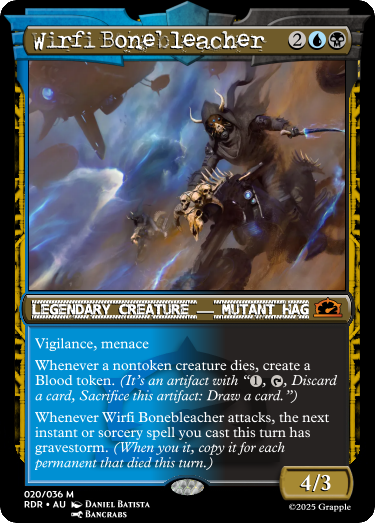 Wirfi Bonebleacher 2
Legendary Creature — Mutant Hag
Vigilance, menace
Whenever a nontoken creature dies, create a
Blood token. (It's an artifact with “1, , Discard
a card, Sacrifice this artifact: Draw a card.”)
Whenever Wirfi Bonebleacher attacks, the next
instant or sorcery spell you cast this turn has
gravestorm. (When you it, copy it for each
permanent that died this turn.)
4/3
020/036 M
RDR • AU Daniel Batista
Bancrabs
©2025 Grapple